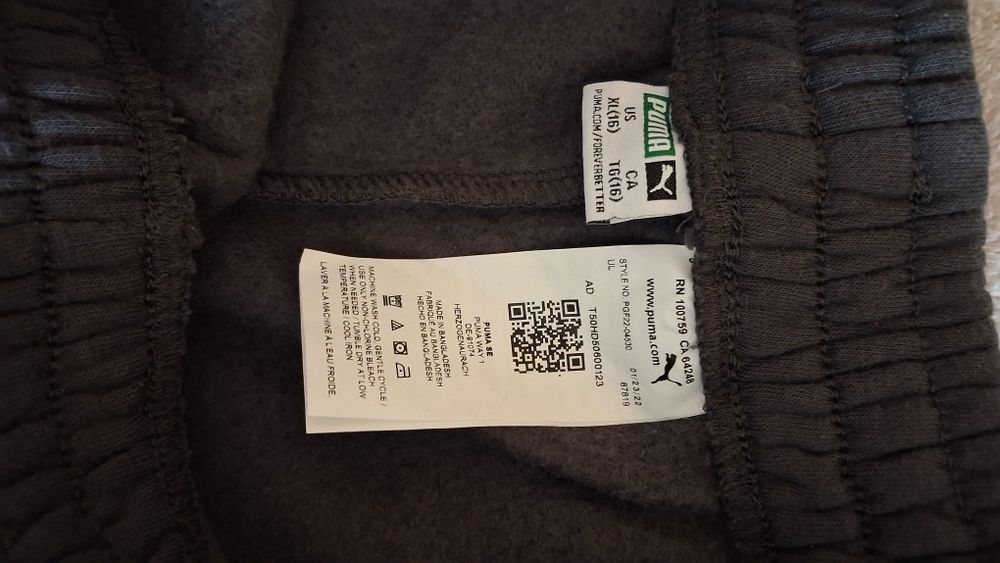 PUMA
US CA
XL(16) TG(16)
PUMA.COM/FOREVERBETTER
RN 100759 CA 64248
www.puma.com
STYLE NO. PGF22-04530 01/23/22
UL 87819
AD T50HD50600123
PUMA SE
PUMA WAY 1
DE-91074
HERZOGENAURACH
MADE IN BANGLADESH
FABRIQUÉ AU BANGLADESH
HECHO EN BANGLADESH
MACHINE WASH COLD, GENTLE CYCLE /
USE ONLY NON-CHLORINE BLEACH
WHEN NEEDED / TUMBLE DRY AT LOW
TEMPERATURE / COOL IRON.
LAVER À LA MACHINE À L'EAU FROIDE,